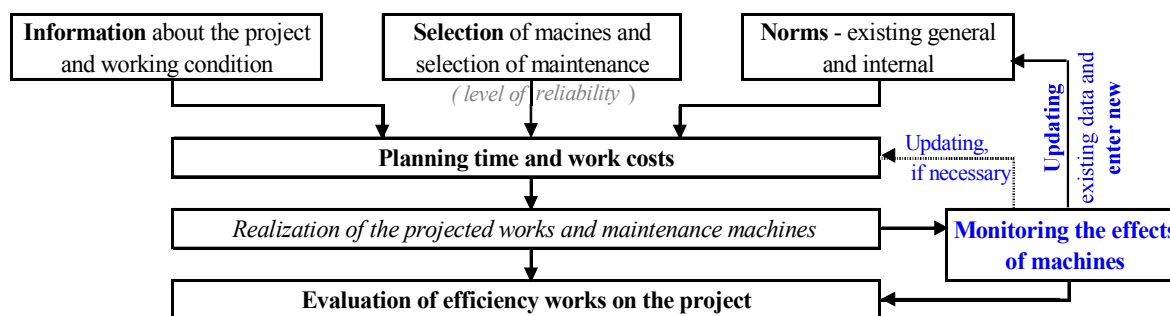 Information about the project
and working condition
Selection of macines and
selection of maintenance
( level of reliability )
Norms - existing general
and internal
Updating
existing data and
enter new
Planning time and work costs
Updating,
if necessary
Realization of the projected works and maintenance machines
Monitoring the effects
of machines
Evaluation of efficiency works on the project